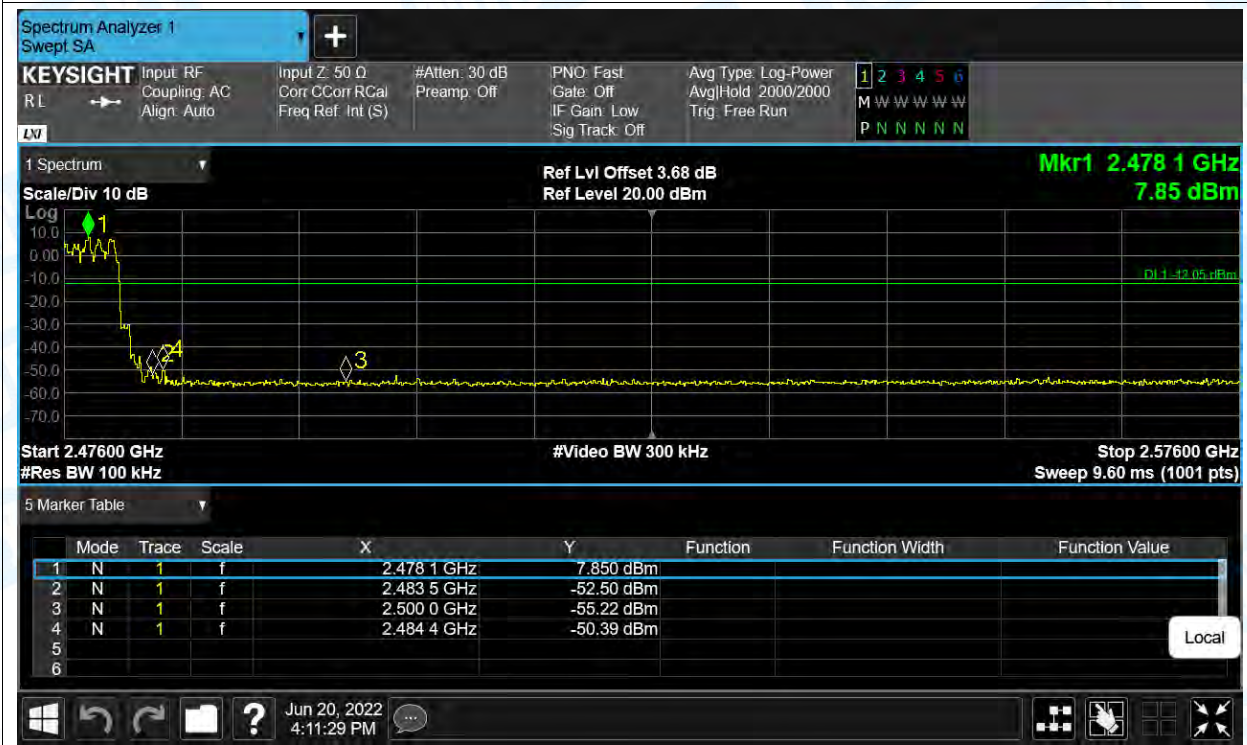 Spectrum Analyzer 1
Swept SA
KEYSIGHT
R L
LXI
Input: RF
Coupling: AC
Align: Auto
Input Z: 50 Ω
Corr CCorr RCal
Freq Ref: Int (S)
#Atten: 30 dB
Preamp: Off
PNO: Fast
Gate: Off
IF Gain: Low
Sig Track: Off
Avg Type: Log-Power
Avg|Hold: 2000/2000
Trig: Free Run
1 2 3 4 5 6
M W W W W W
P N N N N N
1 Spectrum
Scale/Div 10 dB
Ref Lvl Offset 3.68 dB
Ref Level 20.00 dBm
Mkr1 2.478 1 GHz
7.85 dBm
Log
1
10.0
0.00
-10.0
DL1 -12.05 dBm
-20.0
-30.0
-40.0
2 4
3
-50.0
-60.0
-70.0
Start 2.47600 GHz
#Video BW 300 kHz
Stop 2.57600 GHz
#Res BW 100 kHz
Sweep 9.60 ms (1001 pts)
5 Marker Table
Mode Trace Scale X Y Function Function Width Function Value
1 N 1 f 2.478 1 GHz 7.850 dBm
2 N 1 f 2.483 5 GHz -52.50 dBm
3 N 1 f 2.500 0 GHz -55.22 dBm
4 N 1 f 2.484 4 GHz -50.39 dBm
5
6
Local
?
Jun 20, 2022
4:11:29 PM